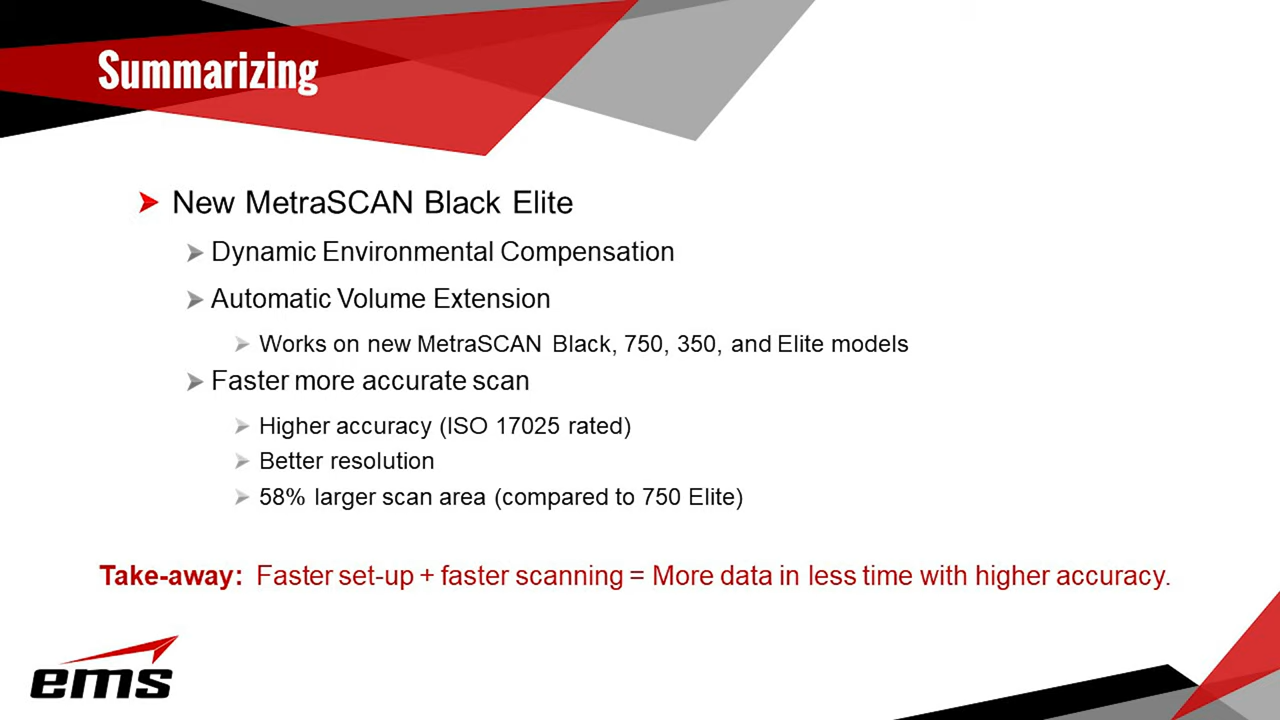 Summarizing
New MetraSCAN Black Elite
Dynamic Environmental Compensation
Automatic Volume Extension
Works on new MetraSCAN Black, 750, 350, and Elite models
Faster more accurate scan
Higher accuracy (ISO 17025 rated)
Better resolution
58% larger scan area (compared to 750 Elite)
Take-away: Faster set-up + faster scanning = More data in less time with higher accuracy.
ems